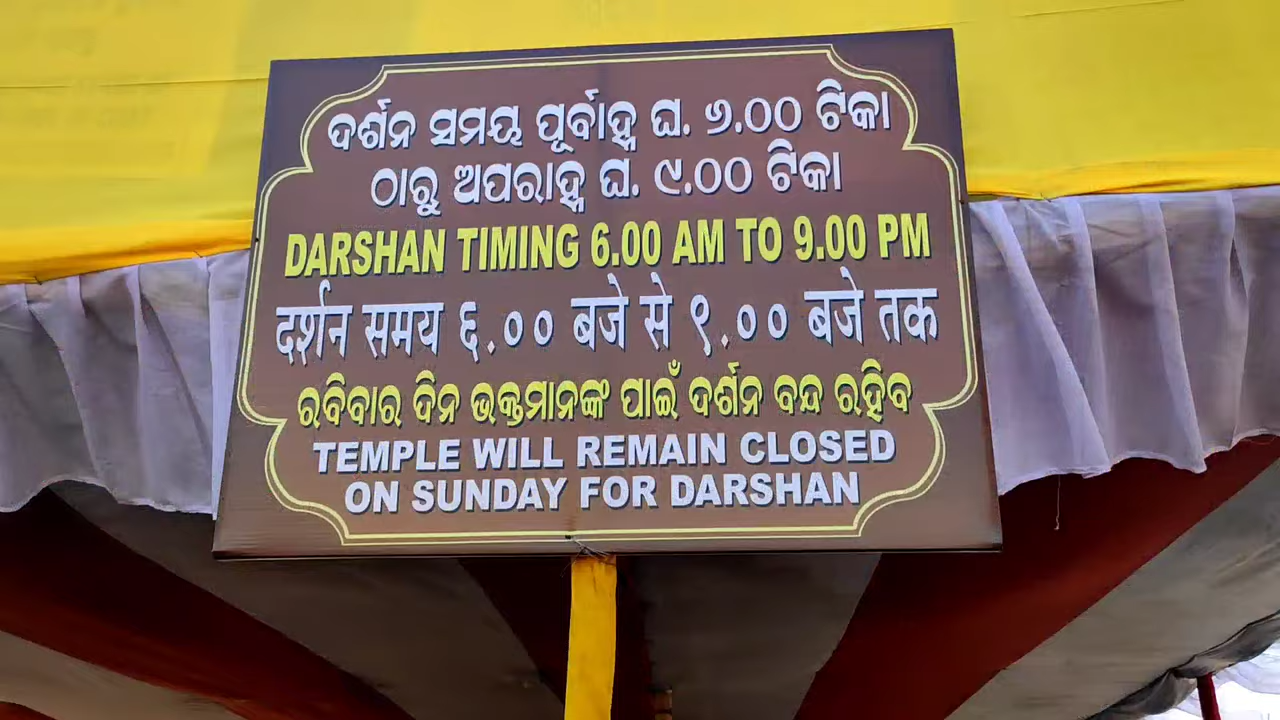 ଦର୍ଶନ ସମୟ ପୂର୍ବାହ୍ନ ଘ. ୬.୦୦ ଟିକା
ଠାରୁ ଅପରାହ୍ନ ଘ. ୯.୦୦ ଟିକା
DARSHAN TIMING 6.00 AM TO 9.00 PM
दर्शन समय ६.०० बजे से ९.०० बजे तक
ରବିବାର ଦିନ ଭକ୍ତମାନଙ୍କ ପାଇଁ ଦର୍ଶନ ବନ୍ଦ ରହିବ
TEMPLE WILL REMAIN CLOSED
ON SUNDAY FOR DARSHAN